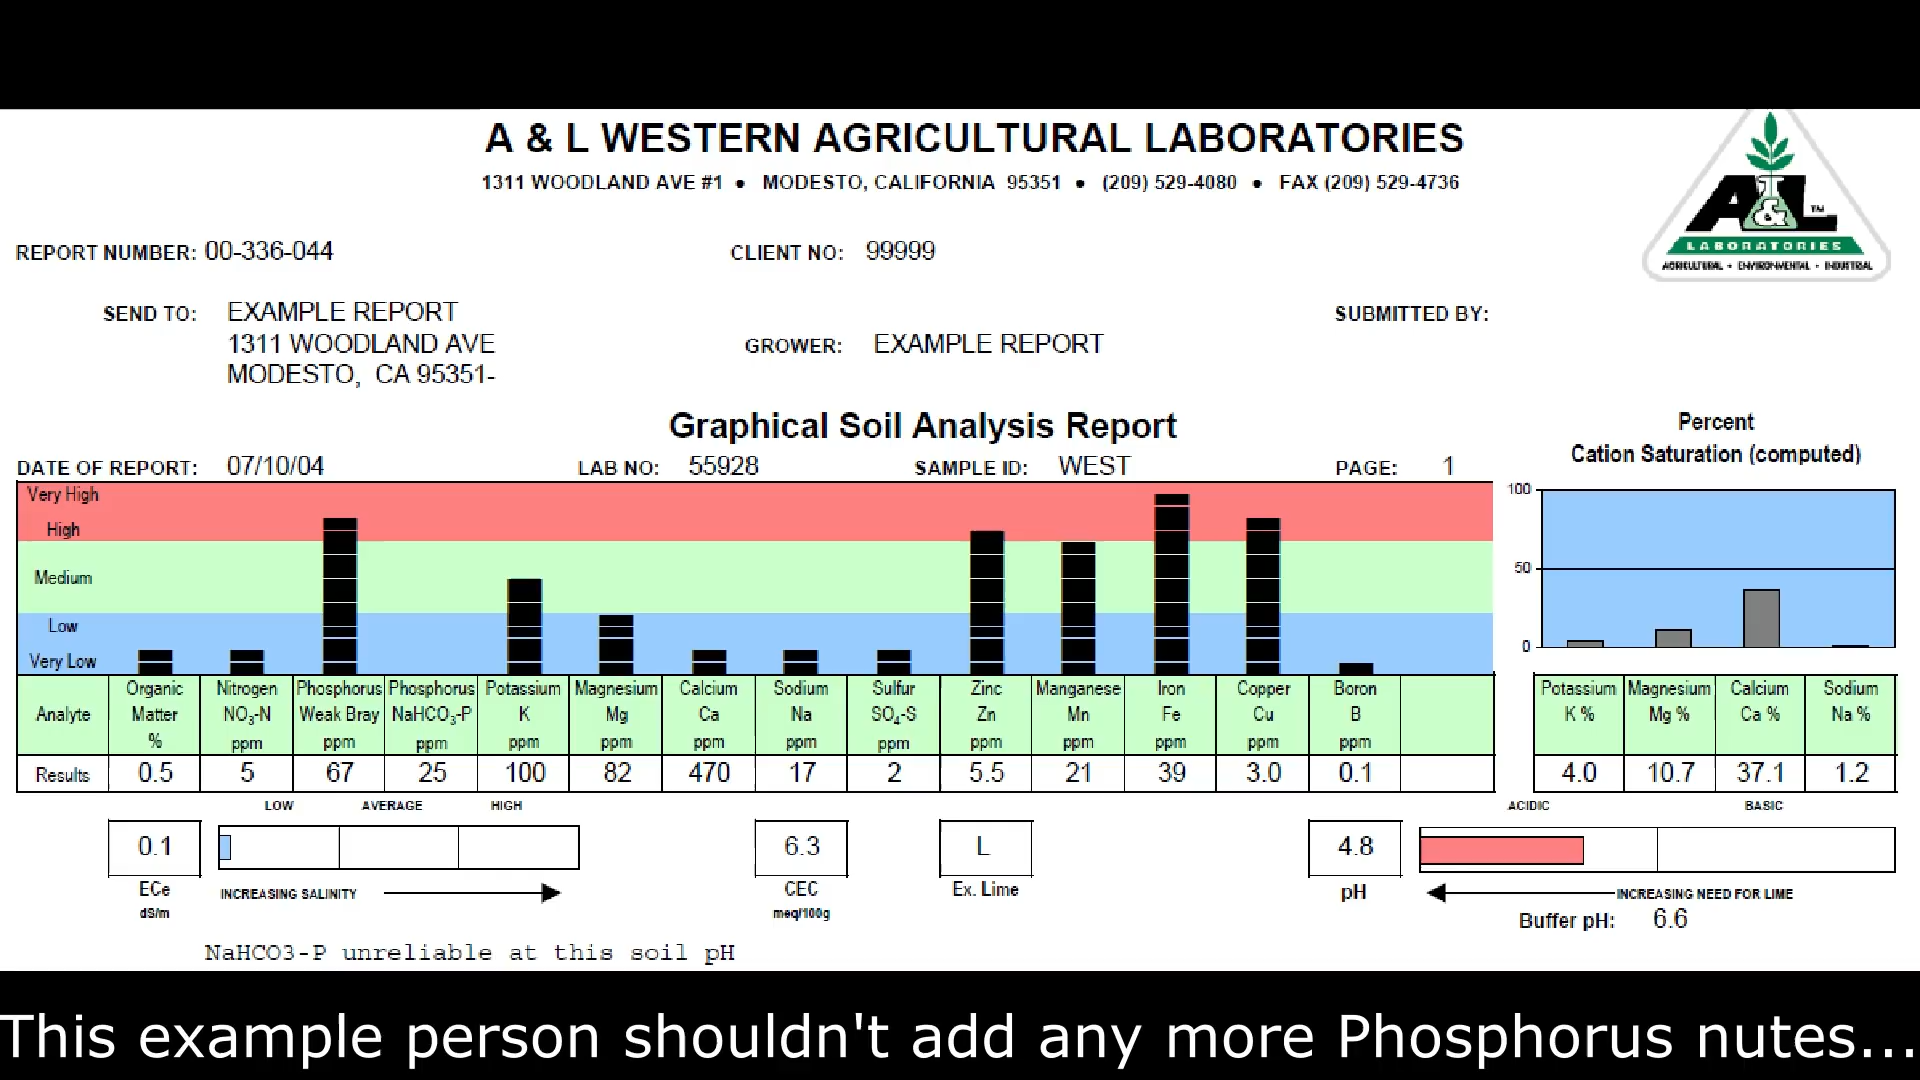 A & L WESTERN AGRICULTURAL LABORATORIES
1311 WOODLAND AVE #1 • MODESTO, CALIFORNIA 95351 • (209) 529-4080 • FAX (209) 529-4736
A&L™
LABORATORIES
AGRICULTURAL • ENVIRONMENTAL • INDUSTRIAL
REPORT NUMBER: 00-336-044 CLIENT NO: 99999
SEND TO: EXAMPLE REPORT SUBMITTED BY:
1311 WOODLAND AVE GROWER: EXAMPLE REPORT
MODESTO, CA 95351-
Graphical Soil Analysis Report
DATE OF REPORT: 07/10/04 LAB NO: 55928 SAMPLE ID: WEST PAGE: 1
Percent
Cation Saturation (computed)
Very High
High
Medium
Low
Very Low
100
50
0
Analyte
Organic Matter %
Nitrogen NO3-N ppm
Phosphorus Weak Bray ppm
Phosphorus NaHCO3-P ppm
Potassium K ppm
Magnesium Mg ppm
Calcium Ca ppm
Sodium Na ppm
Sulfur SO4-S ppm
Zinc Zn ppm
Manganese Mn ppm
Iron Fe ppm
Copper Cu ppm
Boron B ppm
Potassium K %
Magnesium Mg %
Calcium Ca %
Sodium Na %
Results 0.5 5 67 25 100 82 470 17 2 5.5 21 39 3.0 0.1 4.0 10.7 37.1 1.2
LOW AVERAGE HIGH ACIDIC BASIC
0.1 6.3 L 4.8
ECe INCREASING SALINITY CEC Ex. Lime pH INCREASING NEED FOR LIME
dS/m meq/100g Buffer pH: 6.6
NaHCO3-P unreliable at this soil pH
This example person shouldn't add any more Phosphorus nutes...